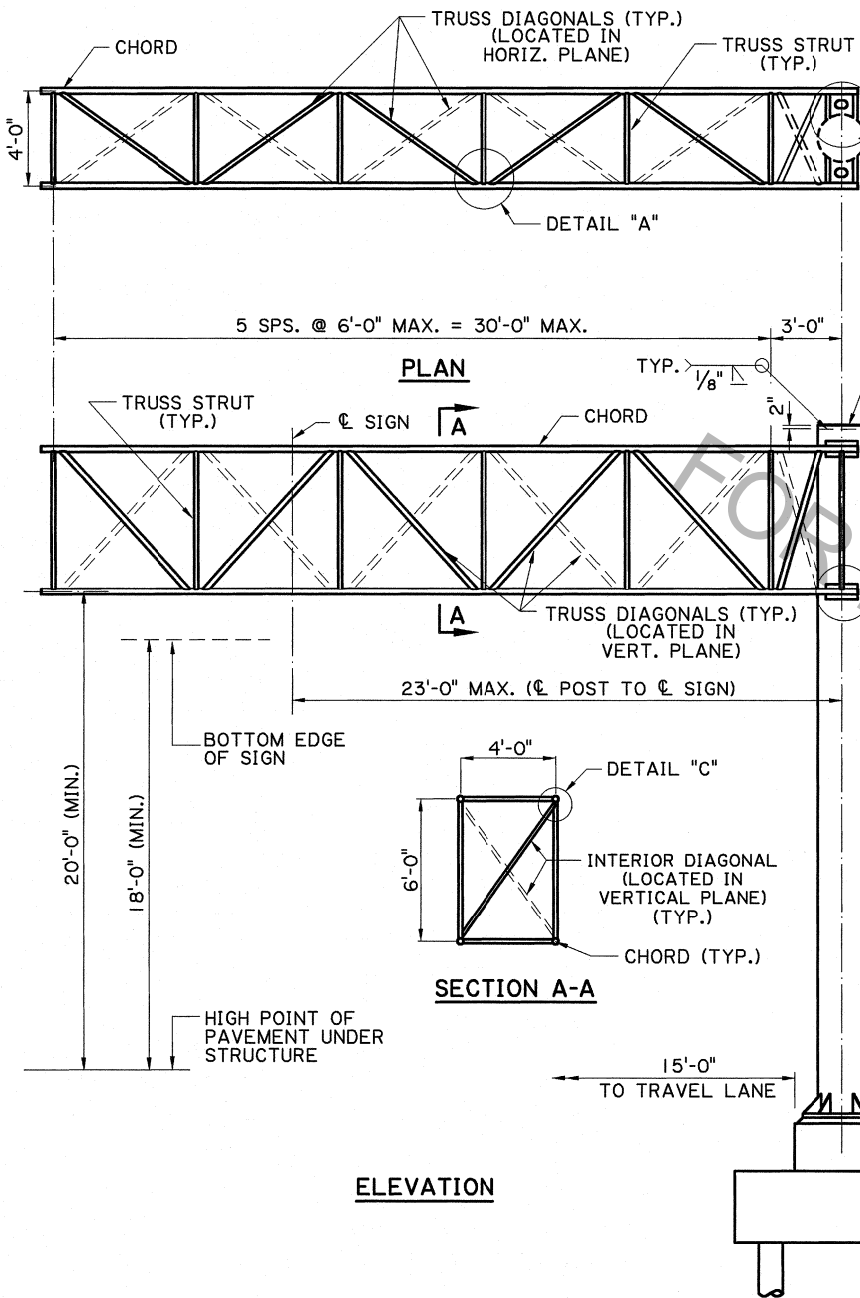 TRUSS DIAGONALS (TYP.)
(LOCATED IN
HORIZ. PLANE)
CHORD
TRUSS STRUT
(TYP.)
4'-0"
DETAIL "A"
5 SPS. @ 6'-0" MAX. = 30'-0" MAX.
3'-0"
PLAN
TYP.
1/8"
2"
TRUSS STRUT
(TYP.)
℄ SIGN
A
CHORD
FOR
A
TRUSS DIAGONALS (TYP.)
(LOCATED IN
VERT. PLANE)
23'-0" MAX. (℄ POST TO ℄ SIGN)
BOTTOM EDGE
OF SIGN
20'-0" (MIN.)
18'-0" (MIN.)
4'-0"
DETAIL "C"
6'-0"
INTERIOR DIAGONAL
(LOCATED IN
VERTICAL PLANE)
(TYP.)
CHORD (TYP.)
SECTION A-A
HIGH POINT OF
PAVEMENT UNDER
STRUCTURE
15'-0"
TO TRAVEL LANE
ELEVATION